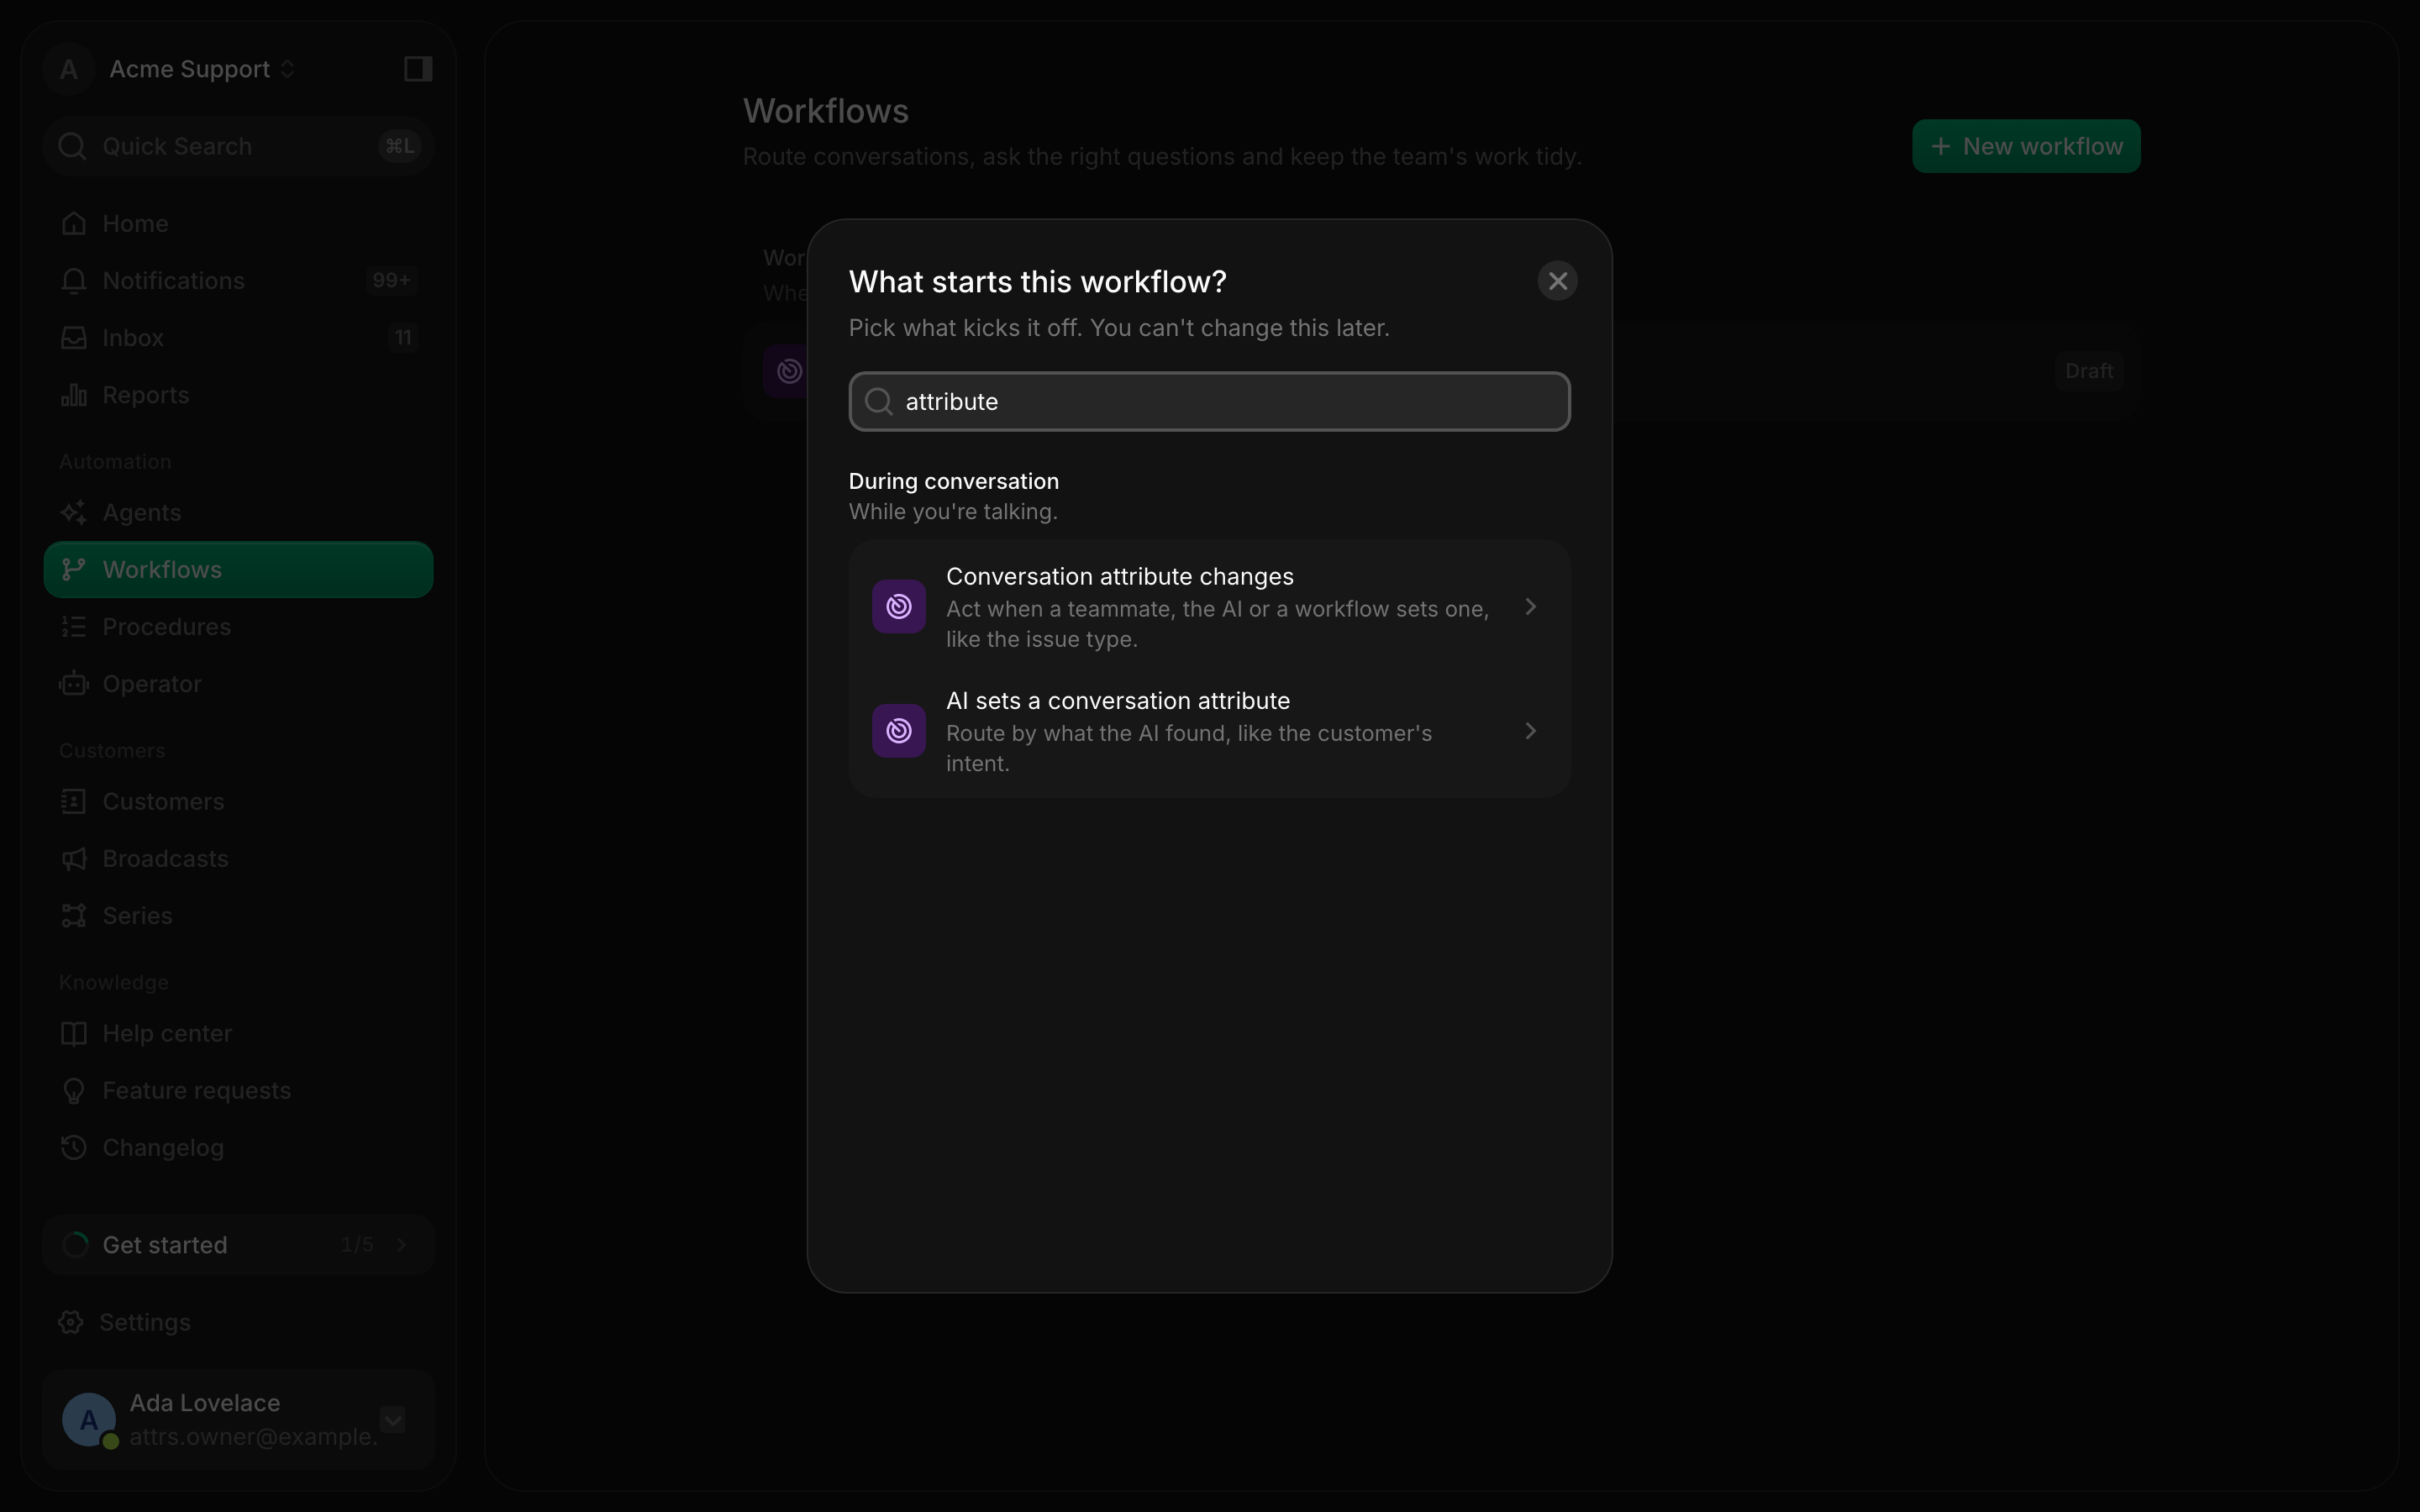 A
Acme Support
Quick Search
⌘L
Home
Notifications
99+
Inbox
11
Reports
Automation
Agents
Workflows
Procedures
Operator
Customers
Customers
Broadcasts
Series
Knowledge
Help center
Feature requests
Changelog
Get started
1/5
Settings
A
Ada Lovelace
attrs.owner@example.
Workflows
Route conversations, ask the right questions and keep the team's work tidy.
New workflow
Wor
Whe
Draft
What starts this workflow?
Pick what kicks it off. You can't change this later.
attribute
During conversation
While you're talking.
Conversation attribute changes
Act when a teammate, the AI or a workflow sets one,
like the issue type.
AI sets a conversation attribute
Route by what the AI found, like the customer's
intent.